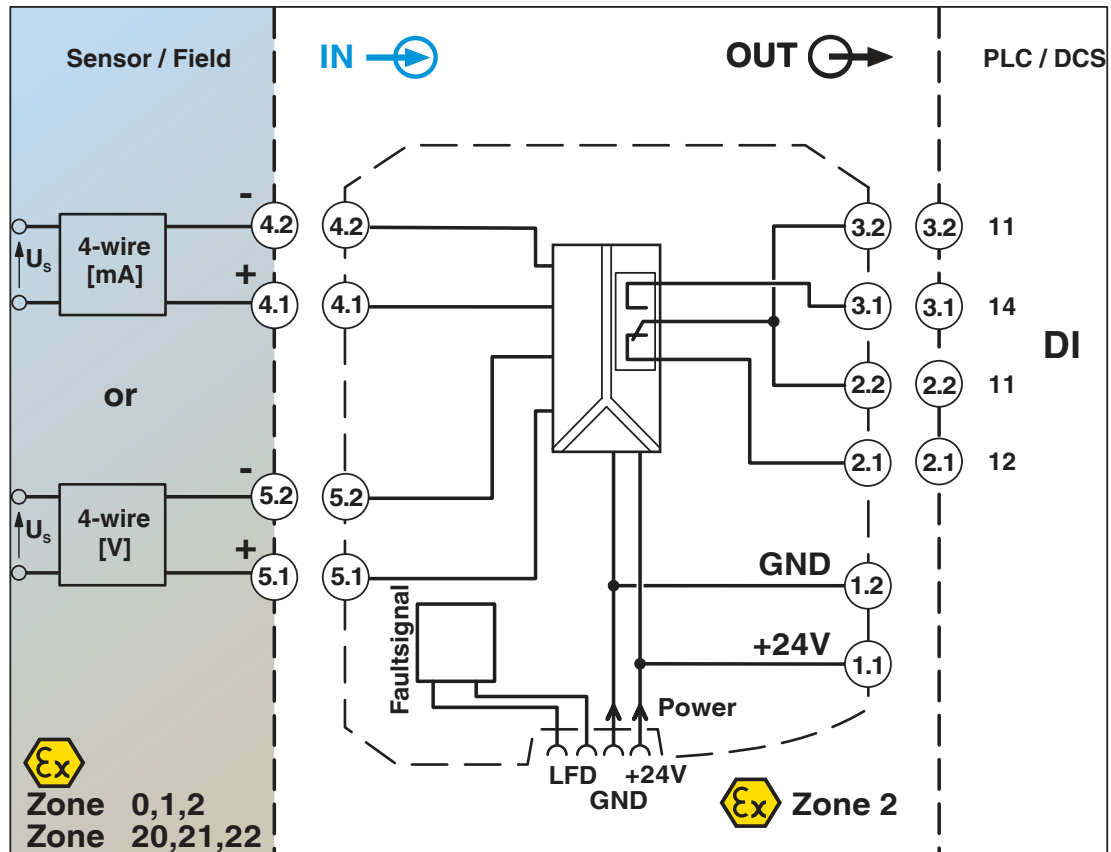 Sensor / Field
IN
OUT
PLC / DCS
-
4.2
4.2
3.2
3.2
11
4-wire
[mA]
Us
+
4.1
4.1
3.1
3.1
14
DI
or
2.2
2.2
11
2.1
2.1
12
-
5.2
5.2
4-wire
[V]
Us
+
5.1
5.1
GND
1.2
+24V
1.1
Faultsignal
Power
LFD
+24V
GND
Ex
Zone 0,1,2
Zone 20,21,22
Ex
Zone 2